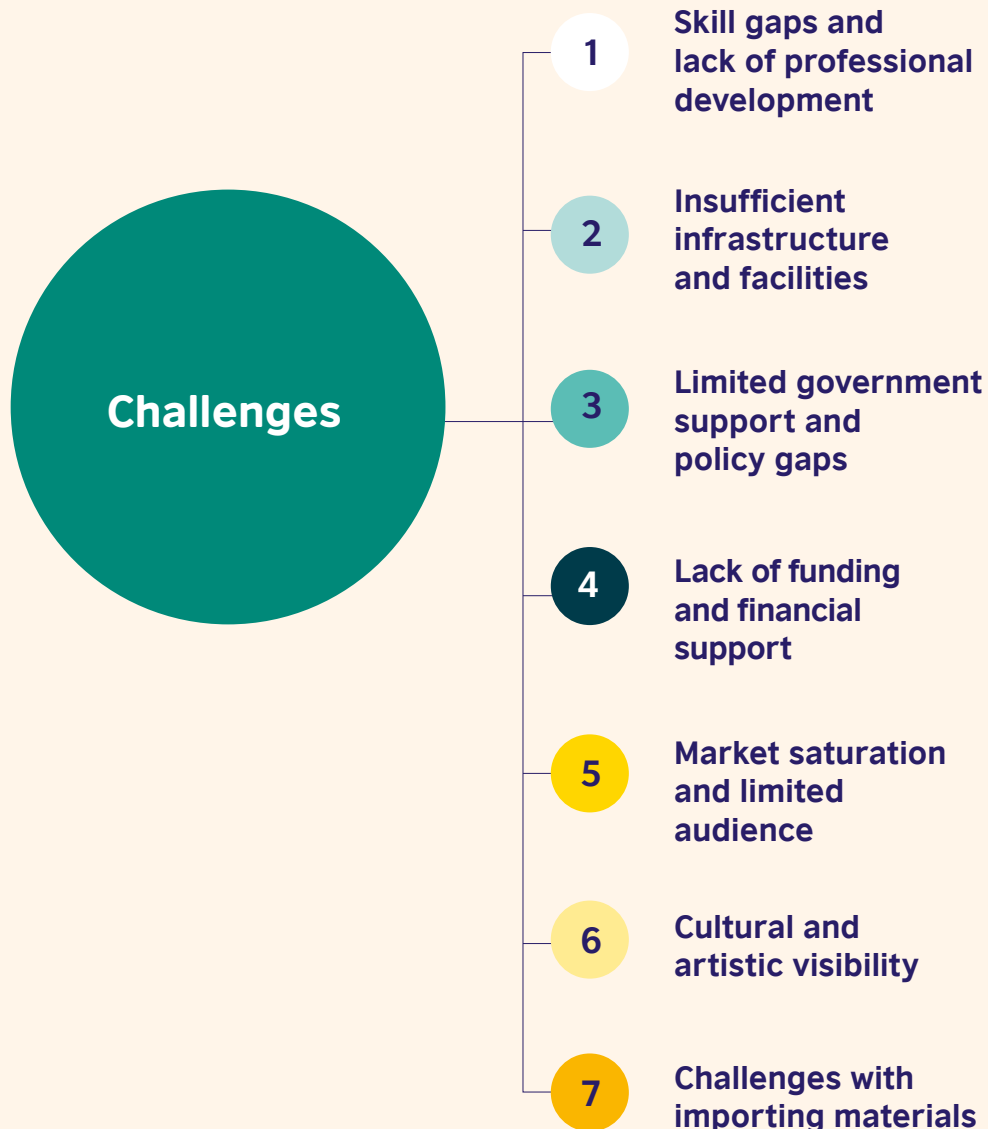 Challenges
1
Skill gaps and
lack of professional
development
2
Insufficient
infrastructure
and facilities
3
Limited government
support and
policy gaps
4
Lack of funding
and financial
support
5
Market saturation
and limited
audience
6
Cultural and
artistic visibility
7
Challenges with
importing materials